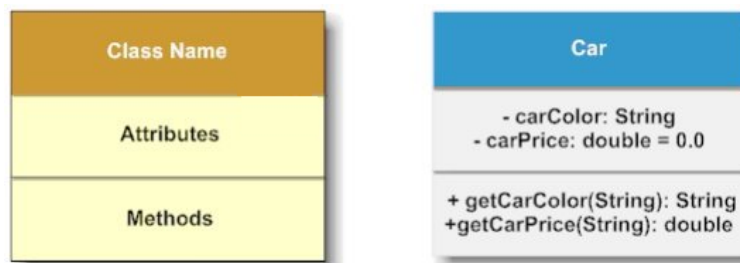 Class Name
Attributes
Methods
Car
- carColor: String
- carPrice: double = 0.0
+ getCarColor(String): String
+getCarPrice(String): double